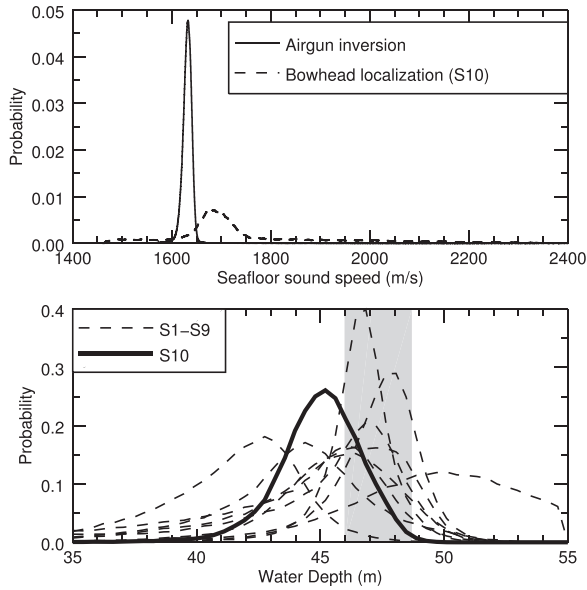 0.05
0.04
0.03
0.02
0.01
0.00
Probability
Airgun inversion
Bowhead localization (S10)
1400 1600 1800 2000 2200 2400
Seafloor sound speed (m/s)
0.4
0.3
0.2
0.1
0.0
Probability
S1−S9
S10
35 40 45 50 55
Water Depth (m)